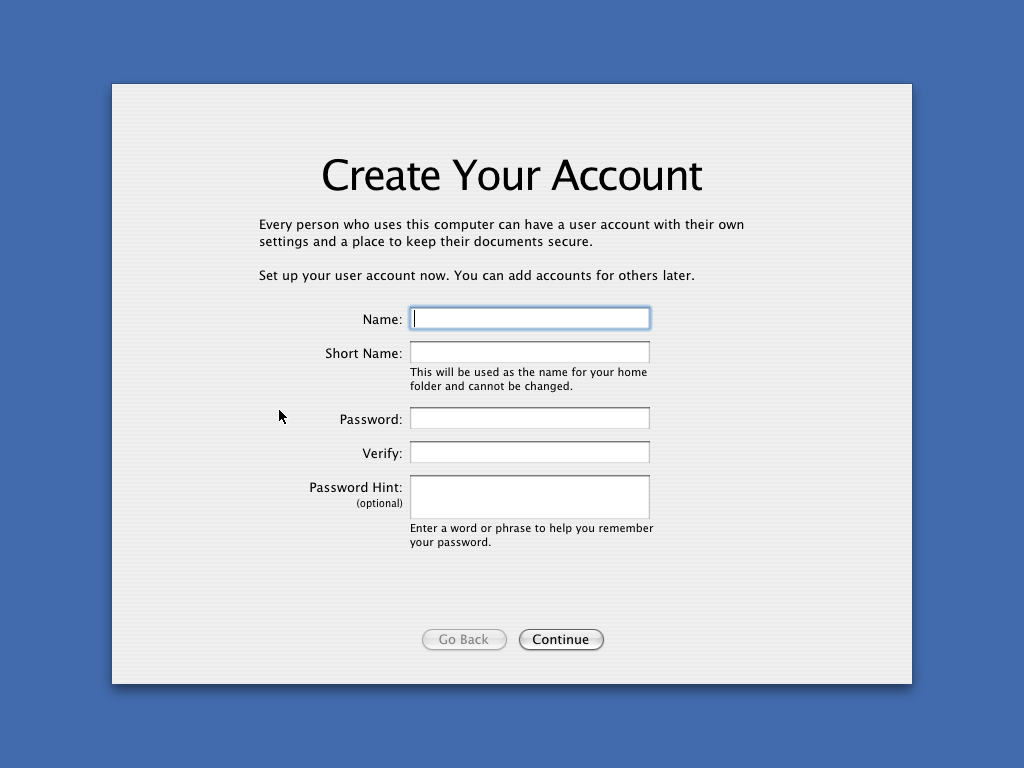 Create Your Account
Every person who uses this computer can have a user account with their own
settings and a place to keep their documents secure.
Set up your user account now. You can add accounts for others later.
Name:
Short Name:
This will be used as the name for your home
folder and cannot be changed.
Password:
Verify:
Password Hint:
(optional)
Enter a word or phrase to help you remember
your password.
Go Back
Continue